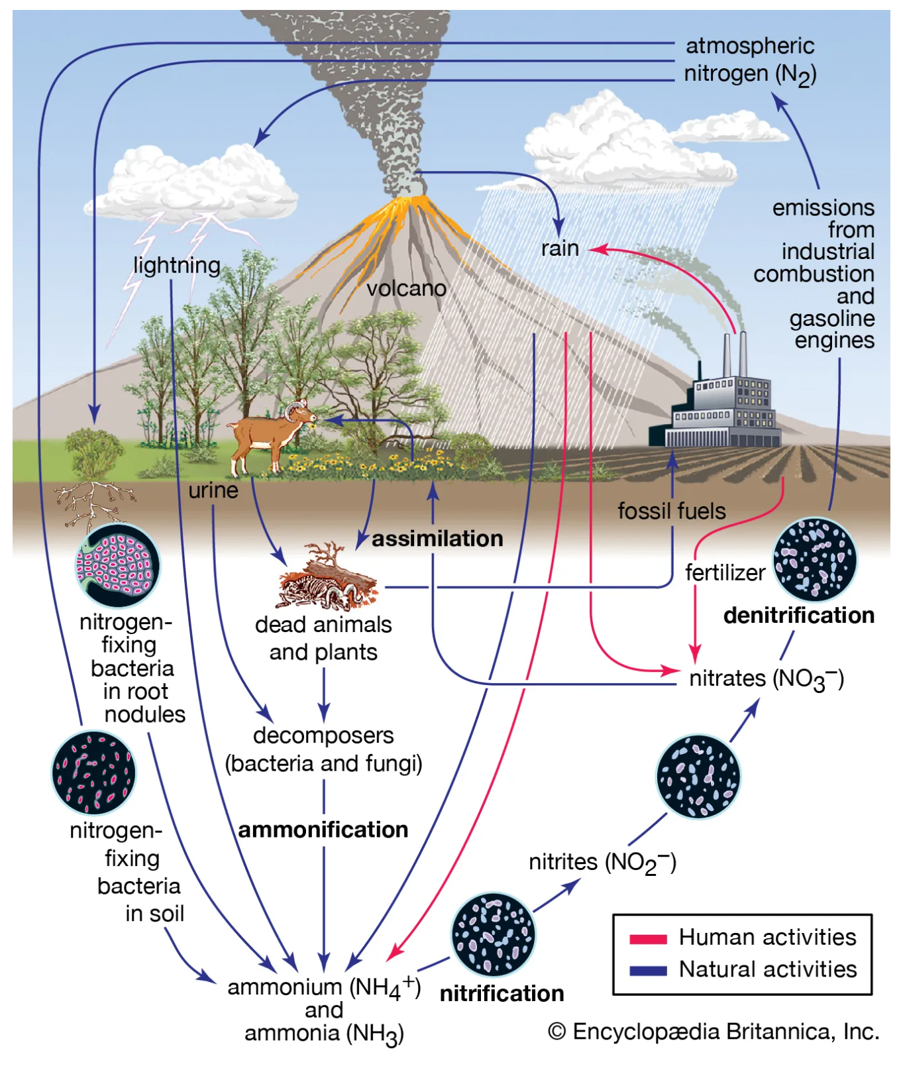 atmospheric
nitrogen (N₂)
emissions
from
industrial
combustion
and
gasoline
engines
rain
lightning
volcano
urine
fossil fuels
assimilation
fertilizer
denitrification
dead animals
and plants
nitrogen-
fixing
bacteria
in root
nodules
nitrates (NO₃⁻)
decomposers
(bacteria and fungi)
ammonification
nitrogen-
fixing
bacteria
in soil
nitrites (NO₂⁻)
Human activities
Natural activities
ammonium (NH₄⁺)
and
ammonia (NH₃)
nitrification
© Encyclopædia Britannica, Inc.